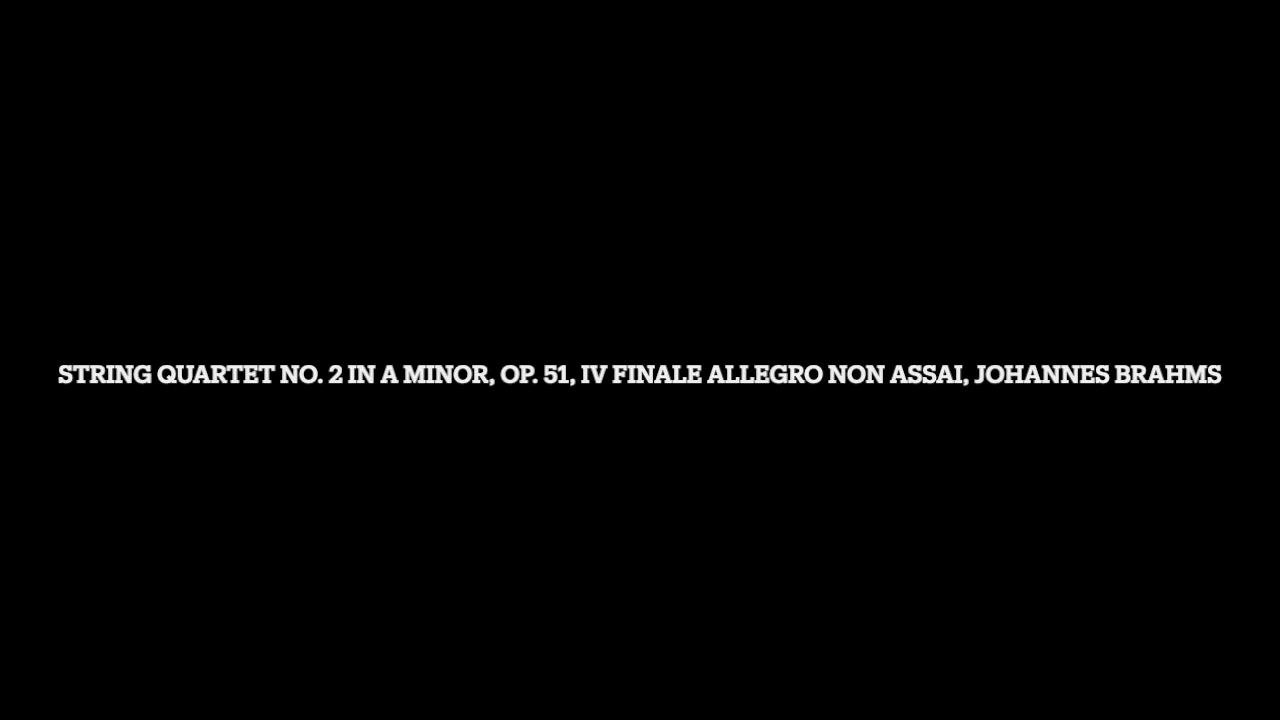 STRING QUARTET NO. 2 IN A MINOR, OP. 51, IV FINALE ALLEGRO NON ASSAI, JOHANNES BRAHMS